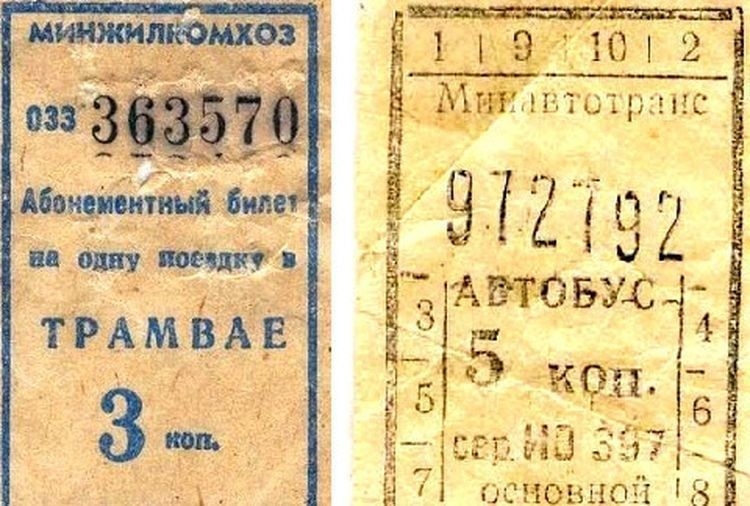 МИНЖИЛКОМХОЗ
033 363570
Абонементный билет
на одну поездку в
ТРАМВАЕ
3 коп.
1 | 9 | 10 | 2
Минавтотранс
972792
АВТОБУС
3
4
5 коп.
5
6
сер. ИО 397
7
основной
8